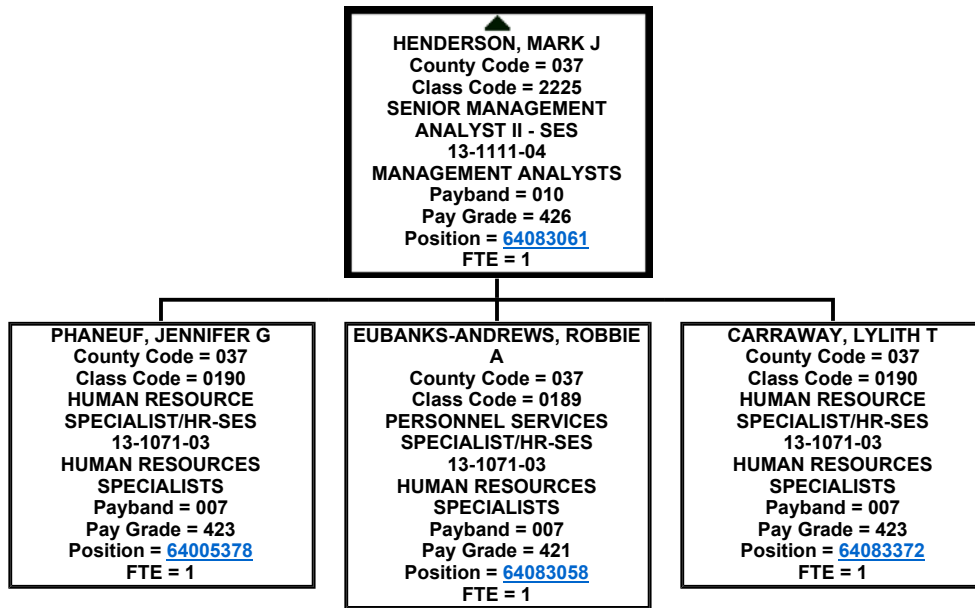 HENDERSON, MARK J
County Code = 037
Class Code = 2225
SENIOR MANAGEMENT
ANALYST II - SES
13-1111-04
MANAGEMENT ANALYSTS
Payband = 010
Pay Grade = 426
Position = 64083061
FTE = 1
PHANEUF, JENNIFER G
County Code = 037
Class Code = 0190
HUMAN RESOURCE
SPECIALIST/HR-SES
13-1071-03
HUMAN RESOURCES
SPECIALISTS
Payband = 007
Pay Grade = 423
Position = 64005378
FTE = 1
EUBANKS-ANDREWS, ROBBIE
A
County Code = 037
Class Code = 0189
PERSONNEL SERVICES
SPECIALIST/HR-SES
13-1071-03
HUMAN RESOURCES
SPECIALISTS
Payband = 007
Pay Grade = 421
Position = 64083058
FTE = 1
CARRAWAY, LYLITH T
County Code = 037
Class Code = 0190
HUMAN RESOURCE
SPECIALIST/HR-SES
13-1071-03
HUMAN RESOURCES
SPECIALISTS
Payband = 007
Pay Grade = 423
Position = 64083372
FTE = 1